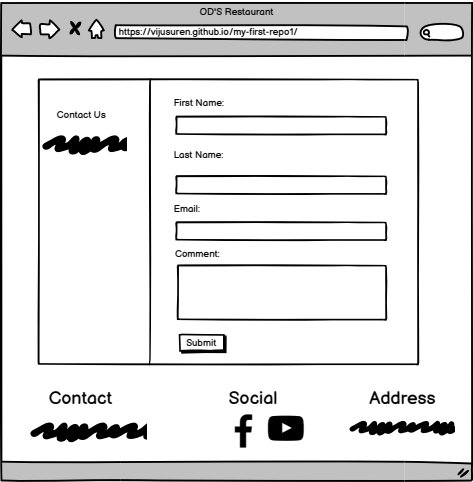 OD'S Restaurant
https://vijusuren.github.io/my-first-repo1/
Contact Us
First Name:
Last Name:
Email:
Comment:
Submit
Contact
Social
Address